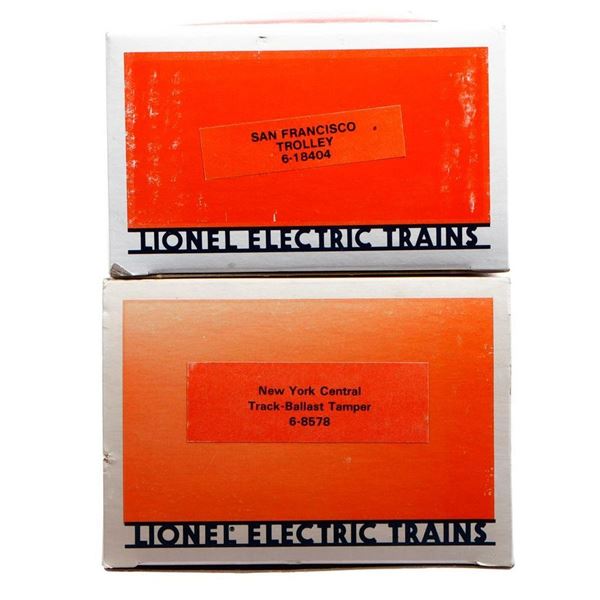 SAN FRANCISCO
TROLLEY
6-18404
LIONEL ELECTRIC TRAINS
New York Central
Track-Ballast Tamper
6-8578
LIONEL® ELECTRIC TRAINS